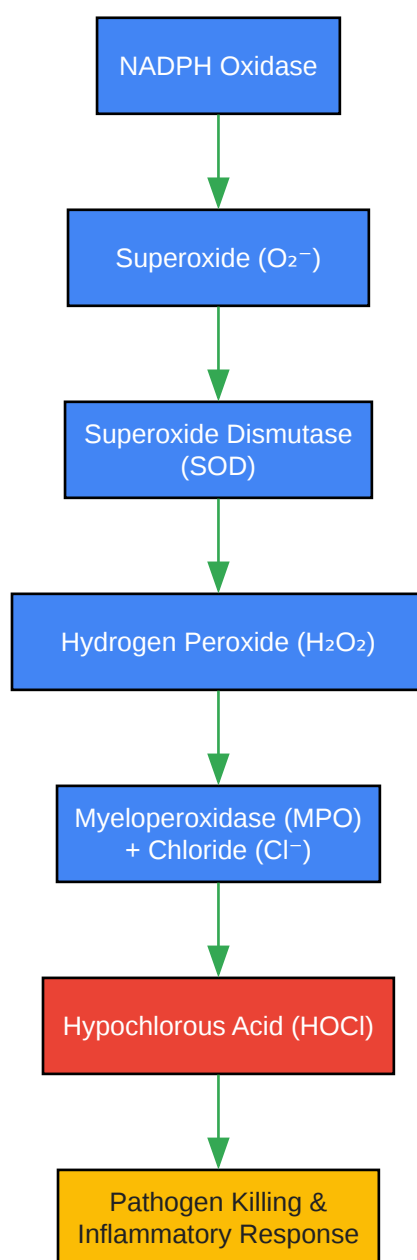 NADPH Oxidase
Superoxide (O₂⁻)
Superoxide Dismutase
(SOD)
Hydrogen Peroxide (H₂O₂)
Myeloperoxidase (MPO)
+ Chloride (Cl⁻)
Hypochlorous Acid (HOCl)
Pathogen Killing &
Inflammatory Response